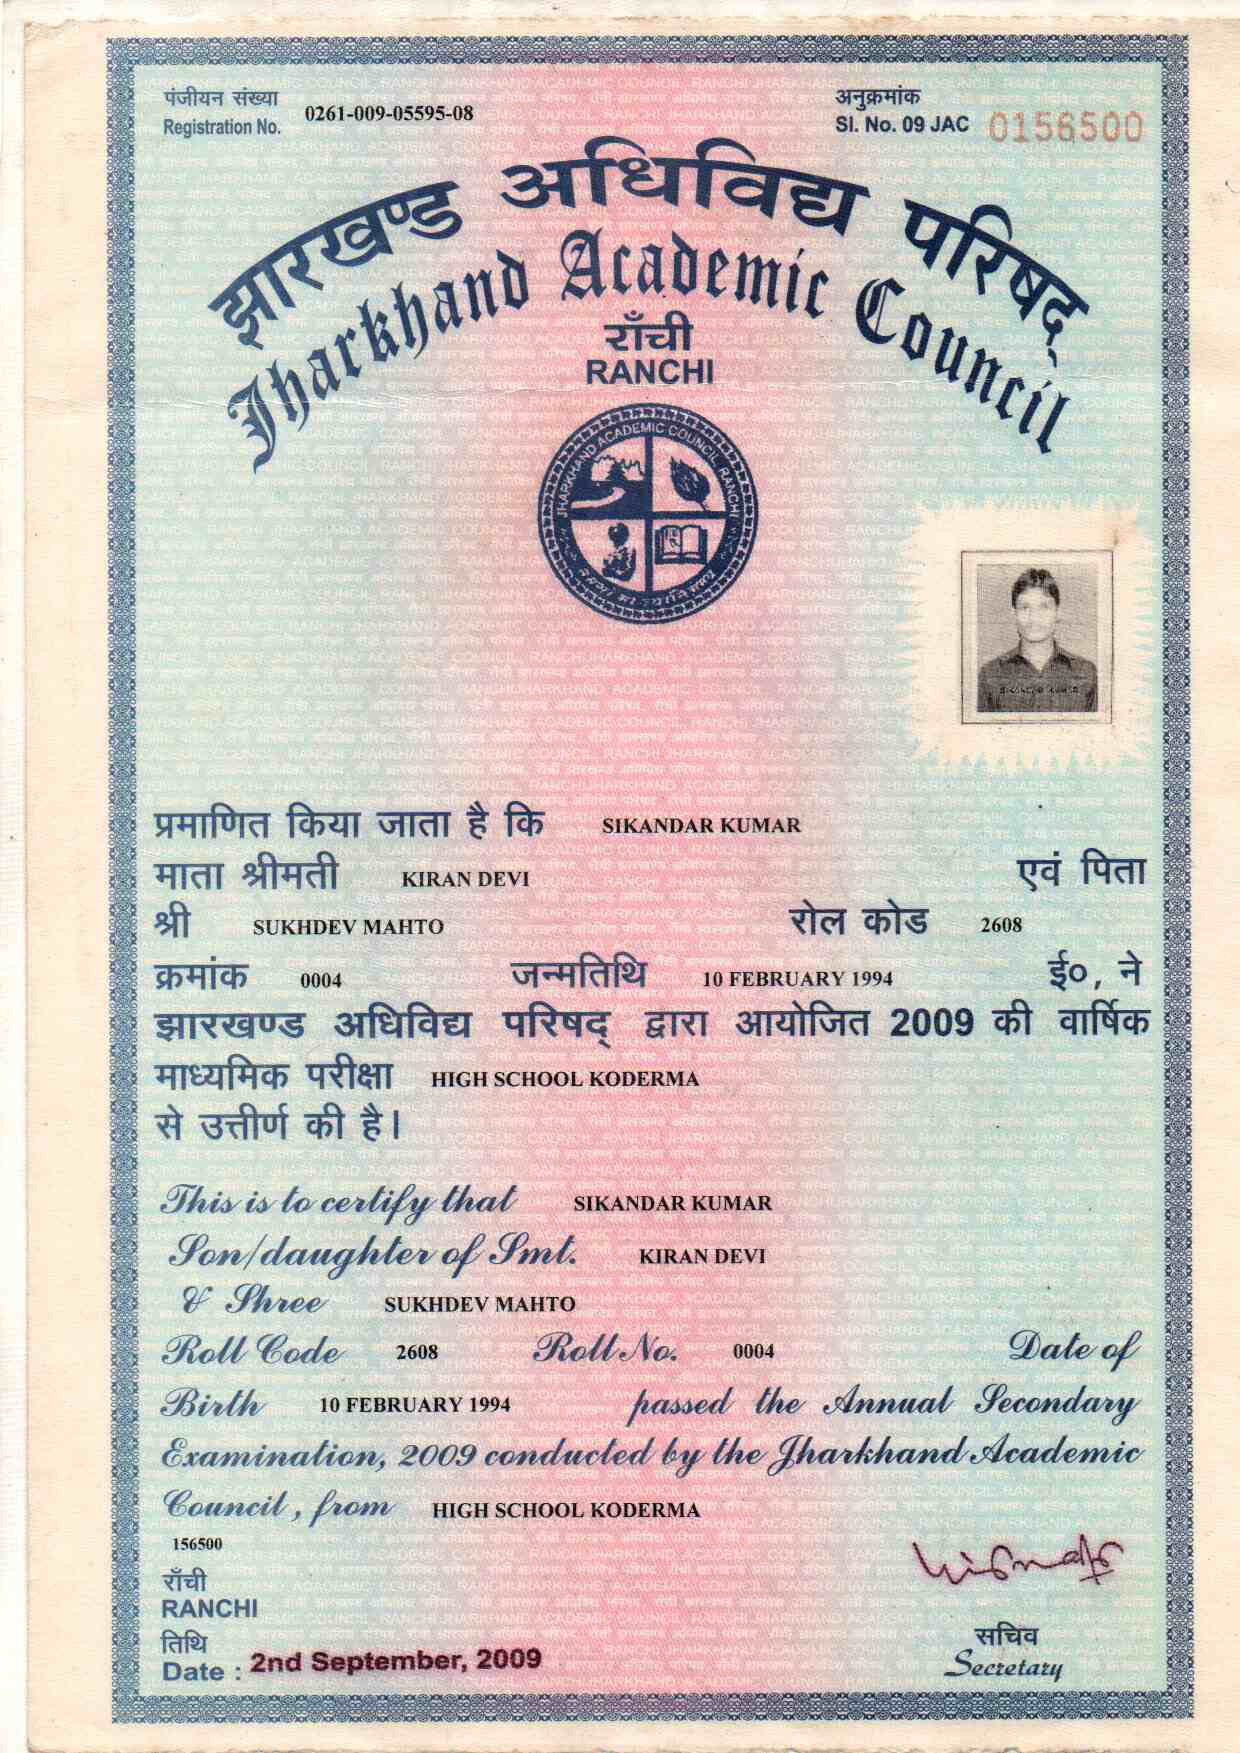 पंजीयन संख्या
Registration No. 0261-009-05595-08
अनुक्रमांक
Sl. No. 09 JAC 0156500
झारखण्ड अधिविद्य परिषद्
Jharkhand Academic Council
राँची
RANCHI
JHARKHAND ACADEMIC COUNCIL, RANCHI
SIKANDAR KUMAR
प्रमाणित किया जाता है कि SIKANDAR KUMAR
माता श्रीमती KIRAN DEVI एवं पिता
श्री SUKHDEV MAHTO रोल कोड 2608
क्रमांक 0004 जन्मतिथि 10 FEBRUARY 1994 ई०, ने
झारखण्ड अधिविद्य परिषद् द्वारा आयोजित 2009 की वार्षिक
माध्यमिक परीक्षा HIGH SCHOOL KODERMA
से उत्तीर्ण की है।
This is to certify that SIKANDAR KUMAR
Son/daughter of Smt. KIRAN DEVI
& Shree SUKHDEV MAHTO
Roll Code 2608 Roll No. 0004 Date of
Birth 10 FEBRUARY 1994 passed the Annual Secondary
Examination, 2009 conducted by the Jharkhand Academic
Council, from HIGH SCHOOL KODERMA
156500
राँची
RANCHI
तिथि
Date : 2nd September, 2009
सचिव
Secretary